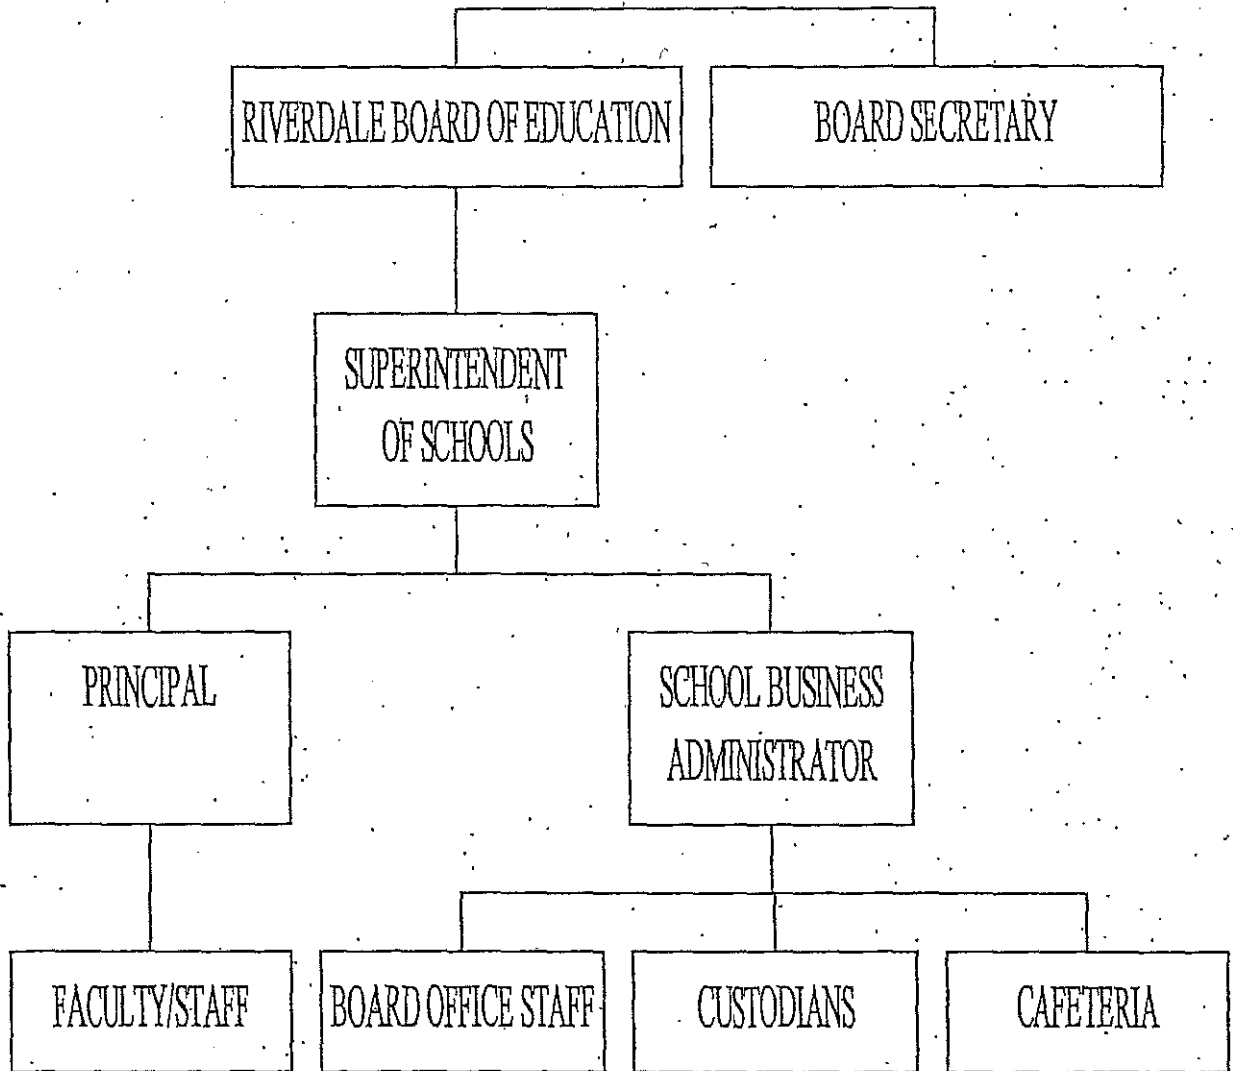 RIVERDALE BOARD OF EDUCATION
BOARD SECRETARY
SUPERINTENDENT
OF SCHOOLS
PRINCIPAL
SCHOOL BUSINESS
ADMINISTRATOR
FACULTY/STAFF
BOARD OFFICE STAFF
CUSTODIANS
CAFETERIA